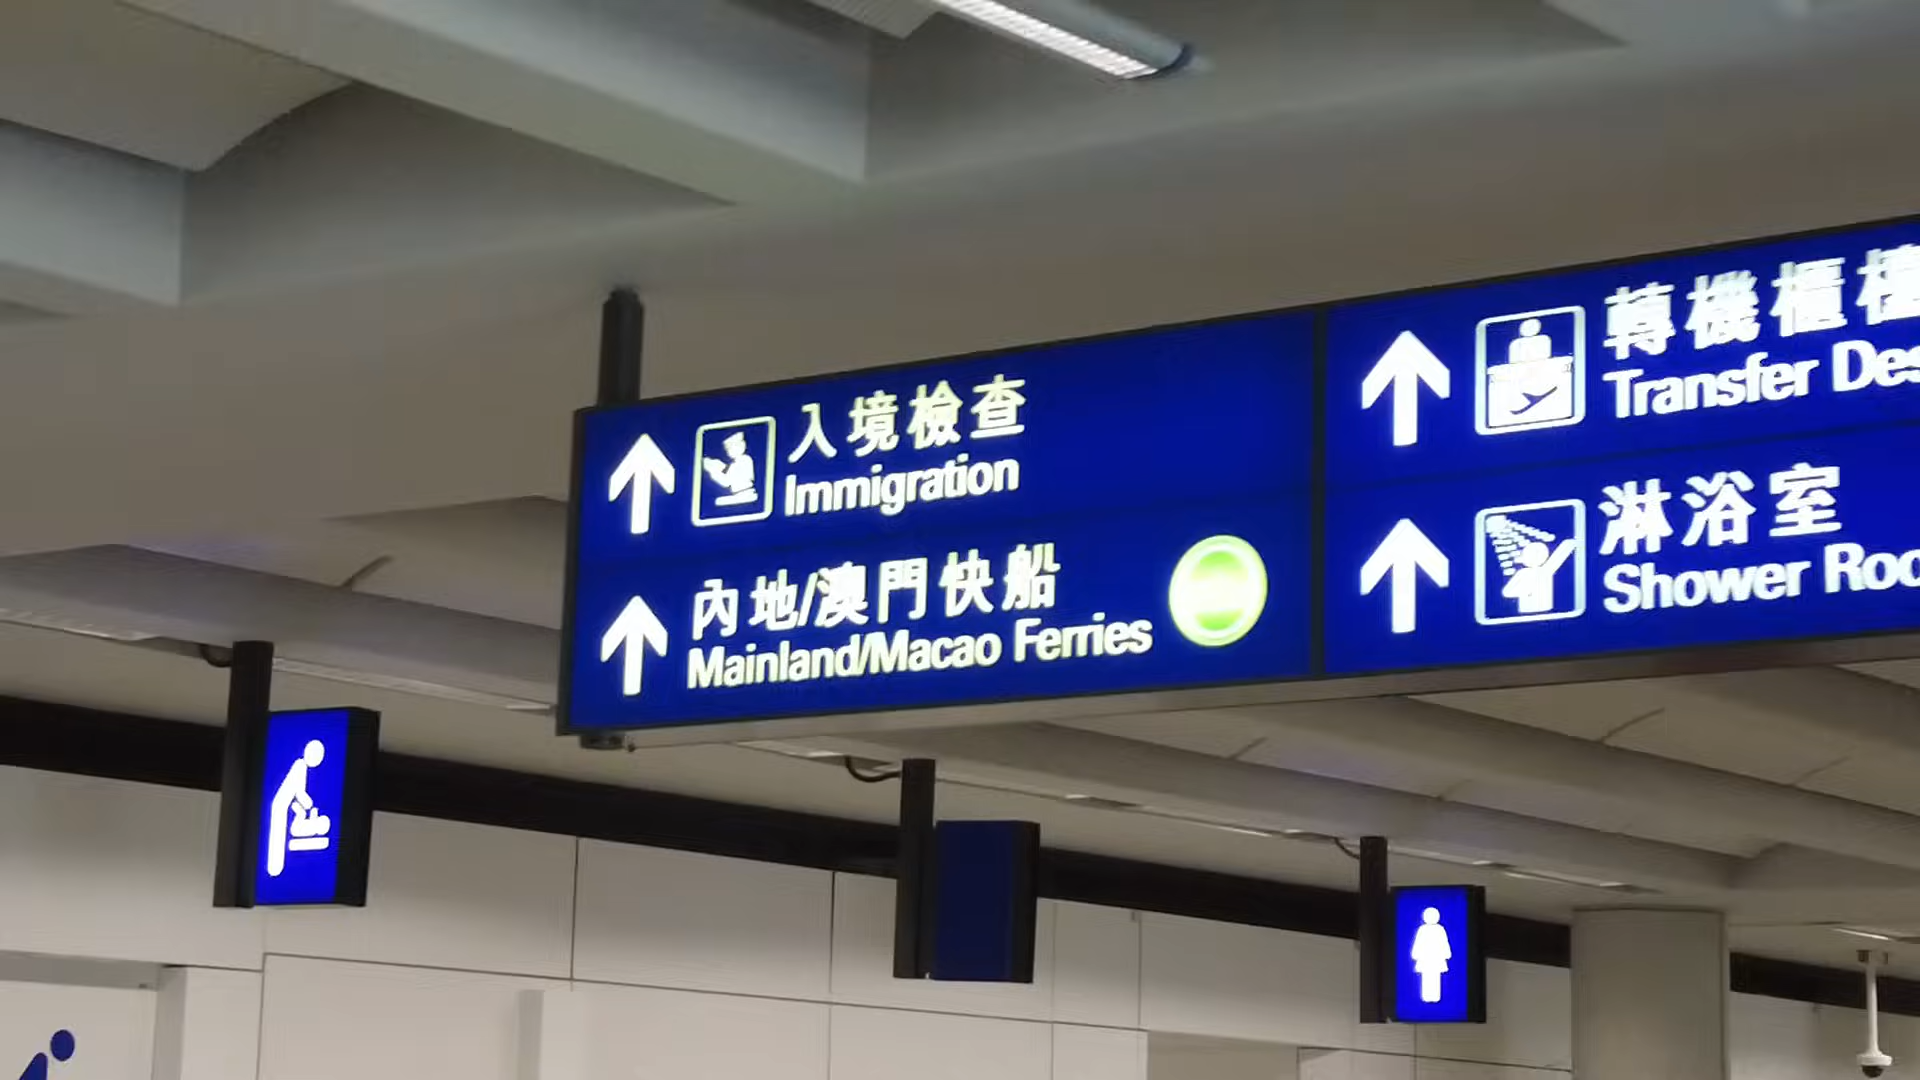 入境檢查
Immigration
內地/澳門快船
Mainland/Macao Ferries
轉機櫃
Transfer
淋浴室
Shower